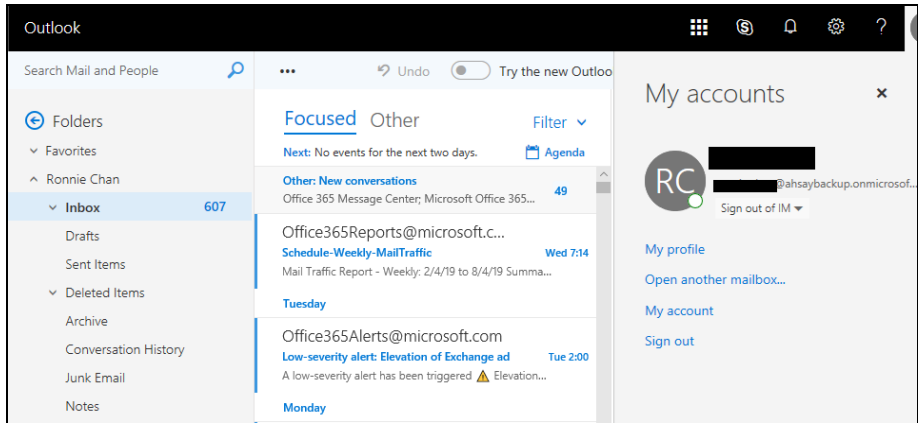 Outlook
?
Search Mail and People
Folders
Favorites
Ronnie Chan
Inbox 607
Drafts
Sent Items
Deleted Items
Archive
Conversation History
Junk Email
Notes
••• Undo Try the new Outloo
Focused Other Filter
Next: No events for the next two days. Agenda
Other: New conversations
Office 365 Message Center; Microsoft Office 365... 49
Office365Reports@microsoft.c...
Schedule-Weekly-MailTraffic Wed 7:14
Mail Traffic Report - Weekly: 2/4/19 to 8/4/19 Summa...
Tuesday
Office365Alerts@microsoft.com
Low-severity alert: Elevation of Exchange ad Tue 2:00
A low-severity alert has been triggered ⚠ Elevation...
Monday
My accounts ×
RC
@ahsaybackup.onmicrosof...
Sign out of IM
My profile
Open another mailbox...
My account
Sign out